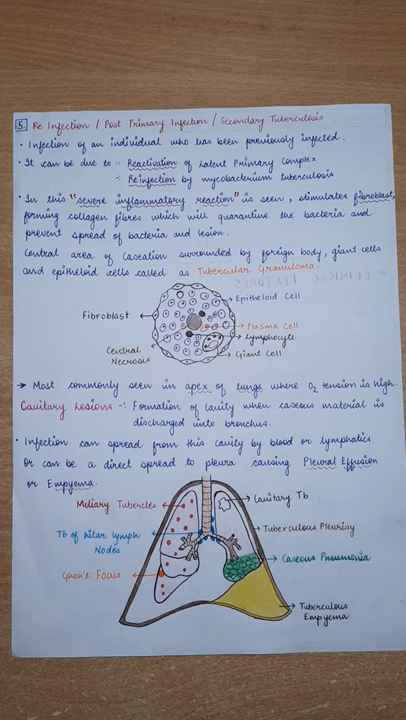 5. Re Infection / Post Primary Infection / Secondary Tuberculosis
• Infection of an individual who has been previously infected.
• It can be due to -: Reactivation of Latent Primary Complex
-: Reinfection by mycobacterium tuberculosis
• In this "severe inflammatory reaction" is seen, stimulates fibroblast,
forming collagen fibres which will quarantine the bacteria and
prevent spread of bacteria and lesion.
Central area of Caseation surrounded by foreign body, giant cells
and epitheloid cells called as Tubercular Granuloma.
Epitheloid Cell
Fibroblast
Plasma Cell
Lymphocyte
Central
Necrosis
Giant Cell
→ Most commonly seen in apex of lungs where O2 tension is high.
Cavitary Lesions -: Formation of Cavity when caseous material is
discharged into bronchus.
• Infection can spread from this cavity by blood or lymphatics
Or can be a direct spread to pleura causing Pleural Effusion
or Empyema.
Miliary Tubercles
Cavitary Tb
Tb of hilar lymph
Nodes
Tuberculous Pleurisy
Caseous Pneumonia
Ghon's Focus
Tuberculous
Empyema